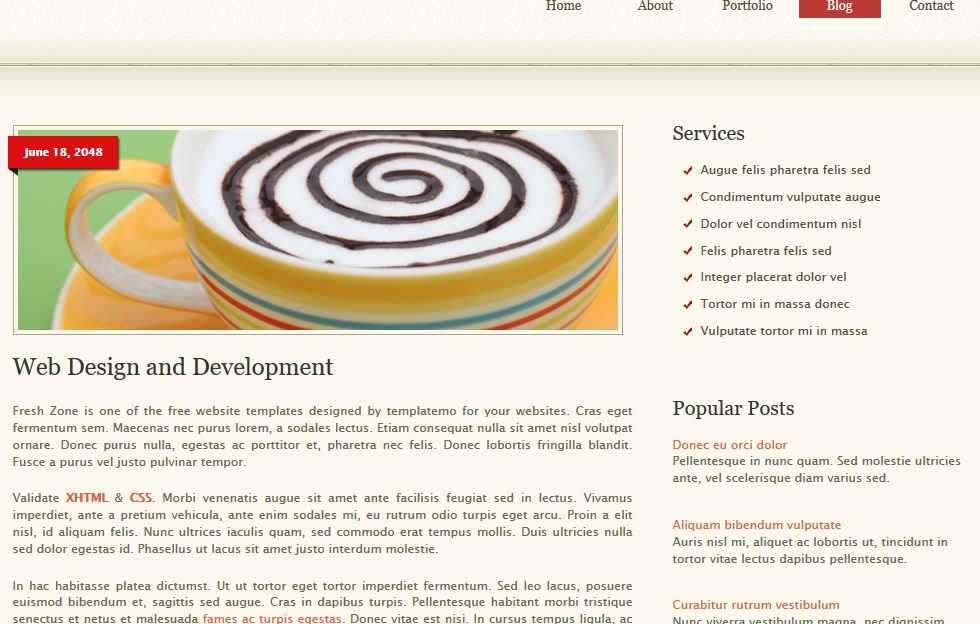 Home About Portfolio Blog Contact
June 18, 2048
Web Design and Development
Fresh Zone is one of the free website templates designed by templatemo for your websites. Cras eget
fermentum sem. Maecenas nec purus lorem, a sodales lectus. Etiam consequat nulla sit amet nisl volutpat
ornare. Donec purus nulla, egestas ac porttitor et, pharetra nec felis. Donec lobortis fringilla blandit.
Fusce a purus vel justo pulvinar tempor.
Validate XHTML & CSS. Morbi venenatis augue sit amet ante facilisis feugiat sed in lectus. Vivamus
imperdiet, ante a pretium vehicula, ante enim sodales mi, eu rutrum odio turpis eget arcu. Proin a elit
nisl, id aliquam felis. Nunc ultrices iaculis quam, sed commodo erat tempus mollis. Duis ultricies nulla
sed dolor egestas id. Phasellus ut lacus sit amet justo interdum molestie.
In hac habitasse platea dictumst. Ut ut tortor eget tortor imperdiet fermentum. Sed leo lacus, posuere
euismod bibendum et, sagittis sed augue. Cras in dapibus turpis. Pellentesque habitant morbi tristique
senectus et netus et malesuada fames ac turpis egestas. Donec vitae est nisi. In cursus tempus ligula, ac
Services
Augue felis pharetra felis sed
Condimentum vulputate augue
Dolor vel condimentum nisl
Felis pharetra felis sed
Integer placerat dolor vel
Tortor mi in massa donec
Vulputate tortor mi in massa
Popular Posts
Donec eu orci dolor
Pellentesque in nunc quam. Sed molestie ultricies
ante, vel scelerisque diam varius sed.
Aliquam bibendum vulputate
Auris nisl mi, aliquet ac lobortis ut, tincidunt in
tortor vitae lectus dapibus pellentesque.
Curabitur rutrum vestibulum
Nunc viverra vestibulum magna, nec dignissim